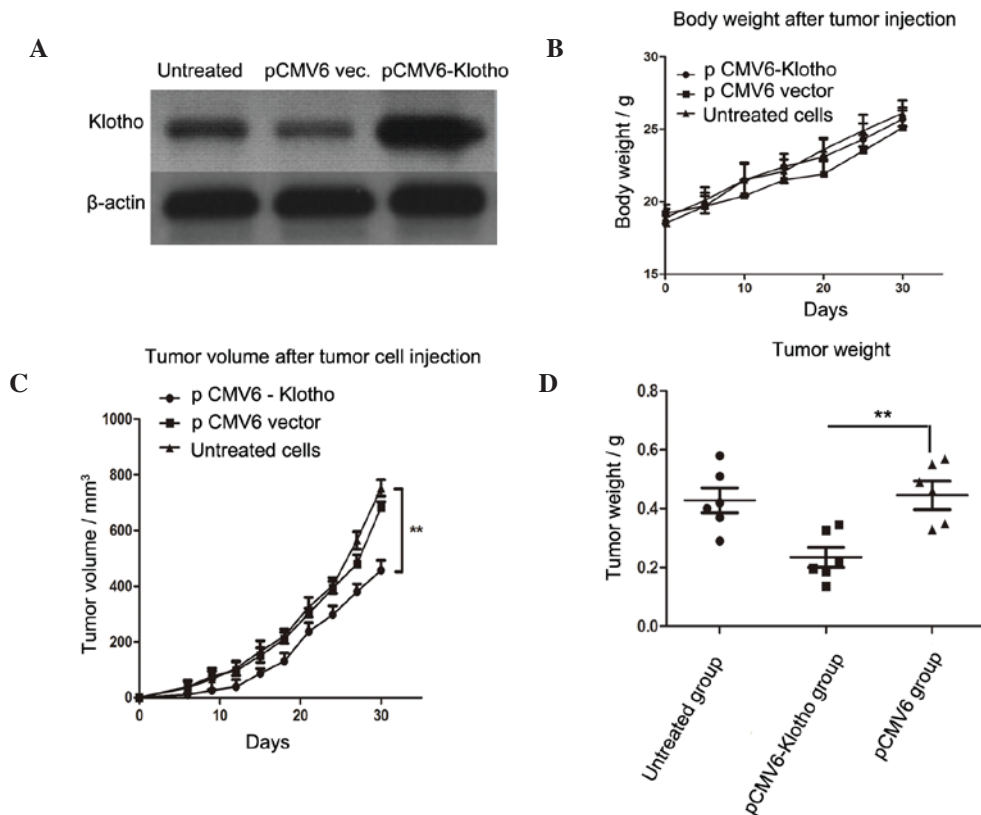 A
Untreated pCMV6 vec. pCMV6-Klotho
Klotho
β-actin
B
Body weight after tumor injection
p CMV6-Klotho
p CMV6 vector
Untreated cells
Body weight / g
25
20
15
0 10 20 30
Days
C
Tumor volume after tumor cell injection
p CMV6 - Klotho
p CMV6 vector
Untreated cells
Tumor volume / mm³
1000
800
600
400
200
0
**
0 10 20 30
Days
D
Tumor weight
Tumor weight / g
0.8
0.6
0.4
0.2
0.0
**
Untreated group
pCMV6-Klotho group
pCMV6 group